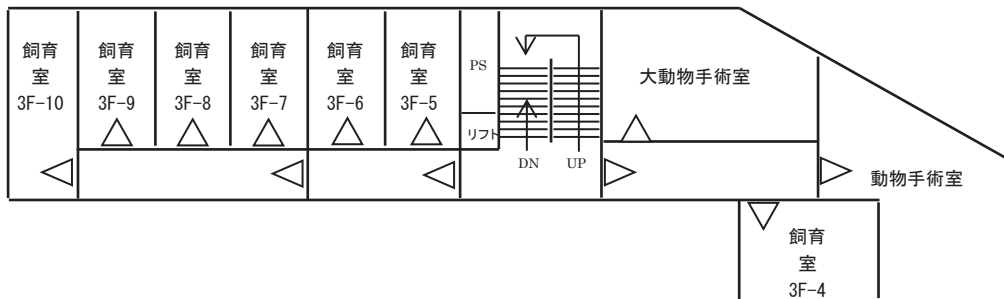 飼育
室
3F-10
飼育
室
3F-9
飼育
室
3F-8
飼育
室
3F-7
飼育
室
3F-6
飼育
室
3F-5
PS
リフト
DN
UP
大動物手術室
動物手術室
飼育
室
3F-4